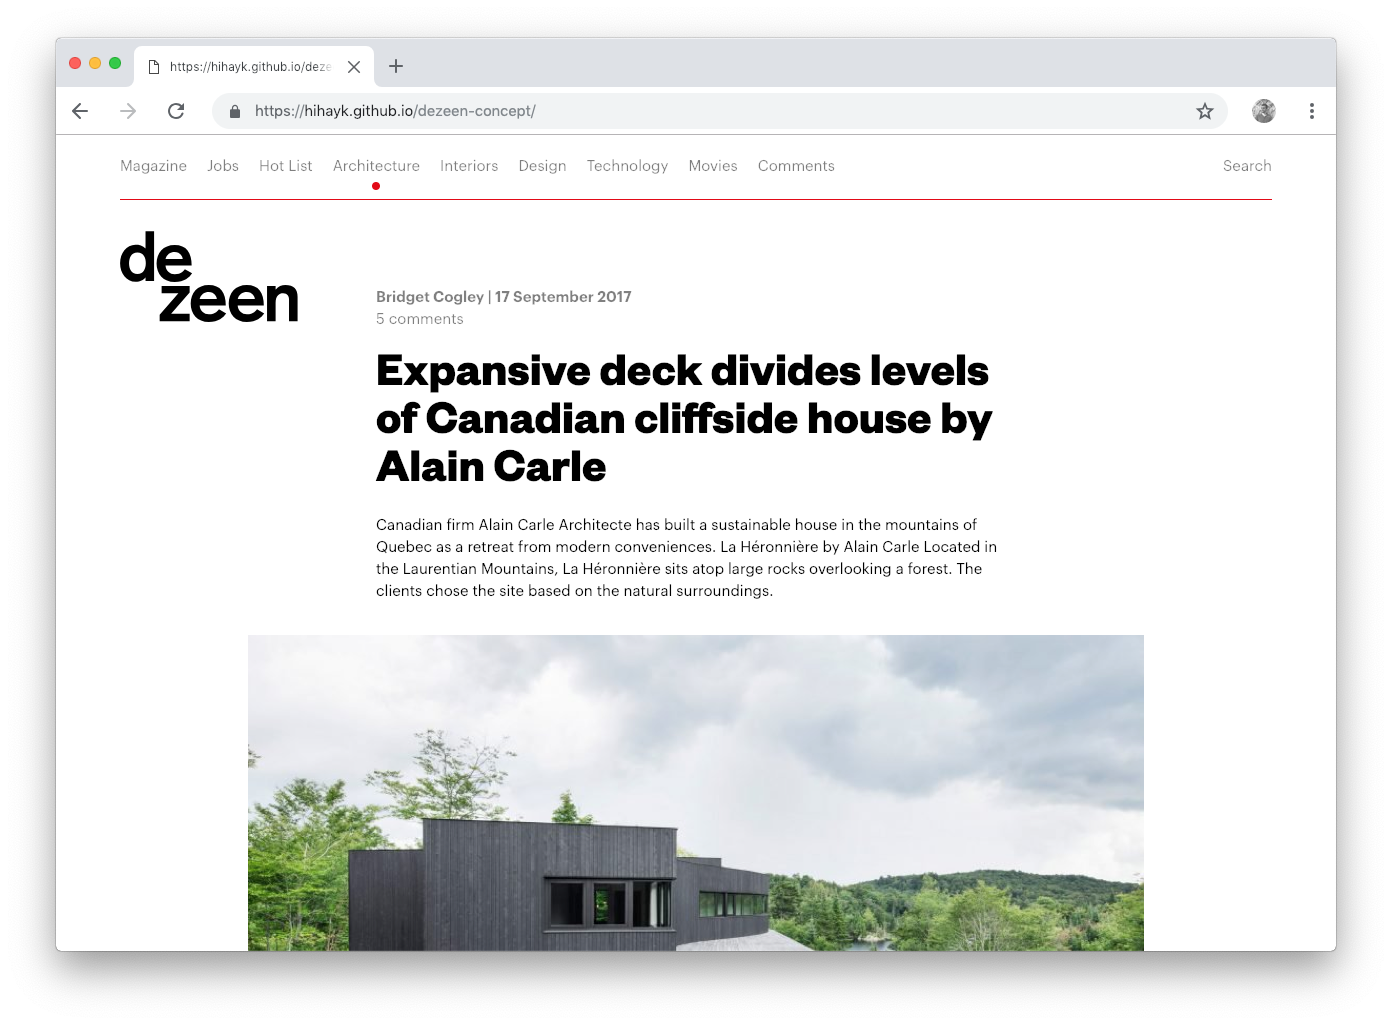 https://hihayk.github.io/deze
https://hihayk.github.io/dezeen-concept/
Magazine Jobs Hot List Architecture Interiors Design Technology Movies Comments Search
de
zeen
Bridget Cogley | 17 September 2017
5 comments
Expansive deck divides levels
of Canadian cliffside house by
Alain Carle
Canadian firm Alain Carle Architecte has built a sustainable house in the mountains of
Quebec as a retreat from modern conveniences. La Héronnière by Alain Carle Located in
the Laurentian Mountains, La Héronnière sits atop large rocks overlooking a forest. The
clients chose the site based on the natural surroundings.